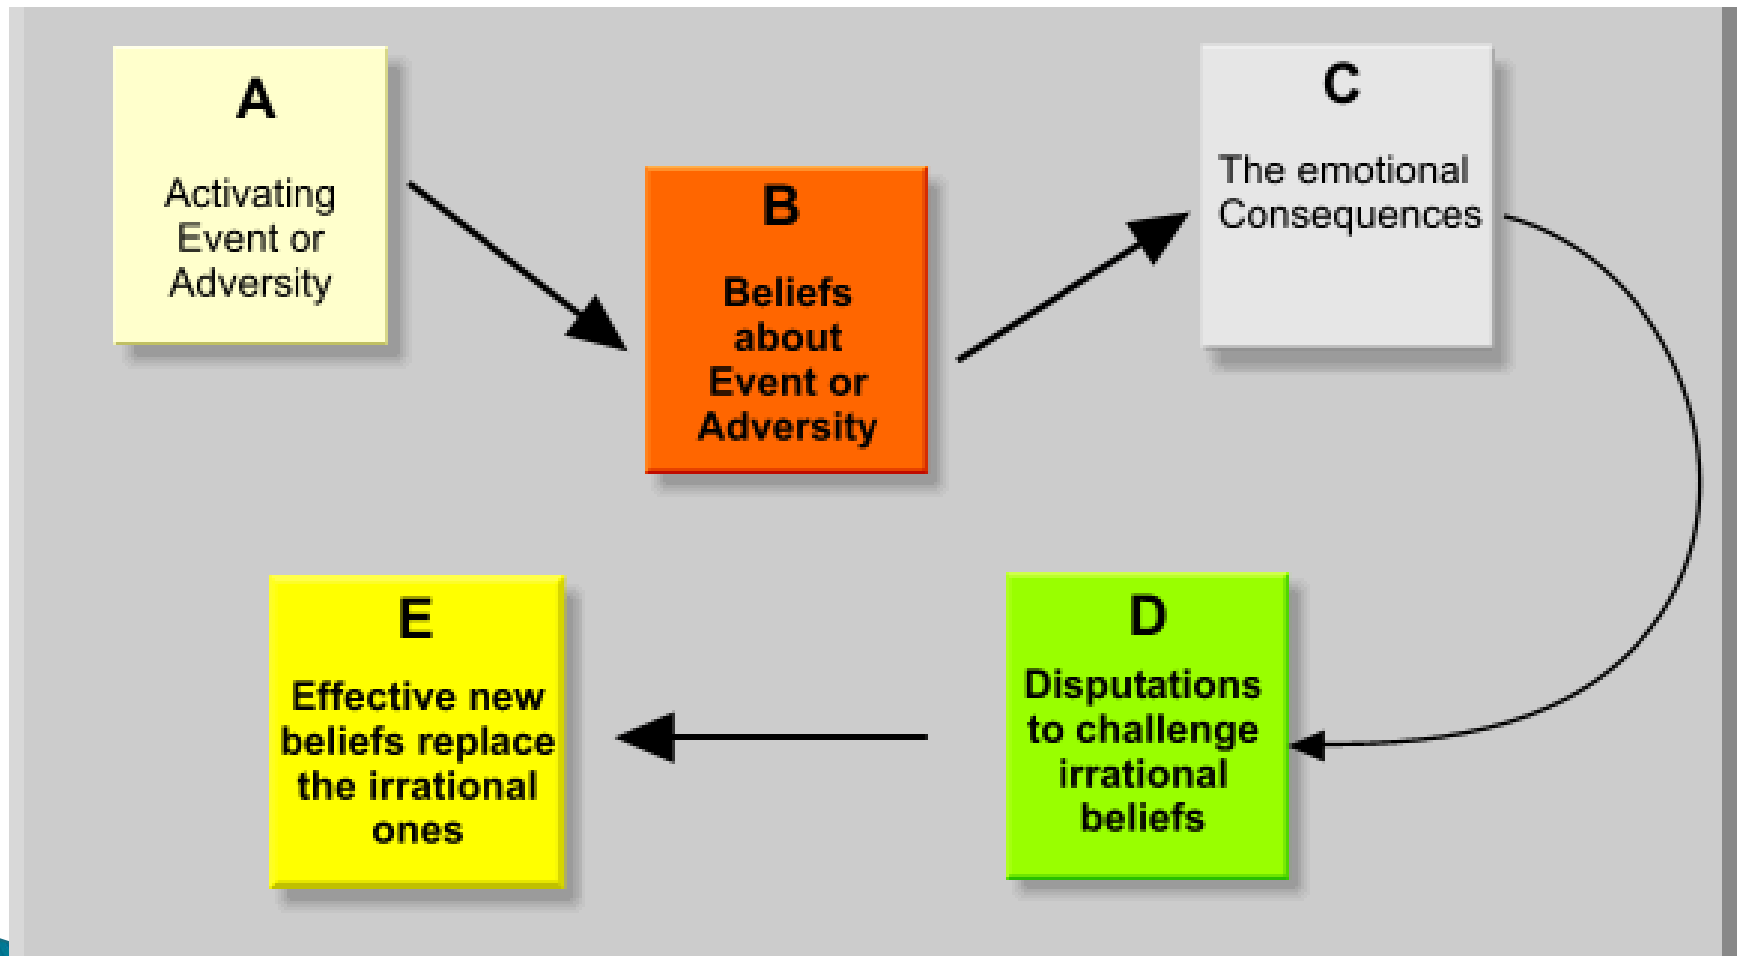 A
Activating
Event or
Adversity
B
Beliefs
about
Event or
Adversity
C
The emotional
Consequences
D
Disputations
to challenge
irrational
beliefs
E
Effective new
beliefs replace
the irrational
ones